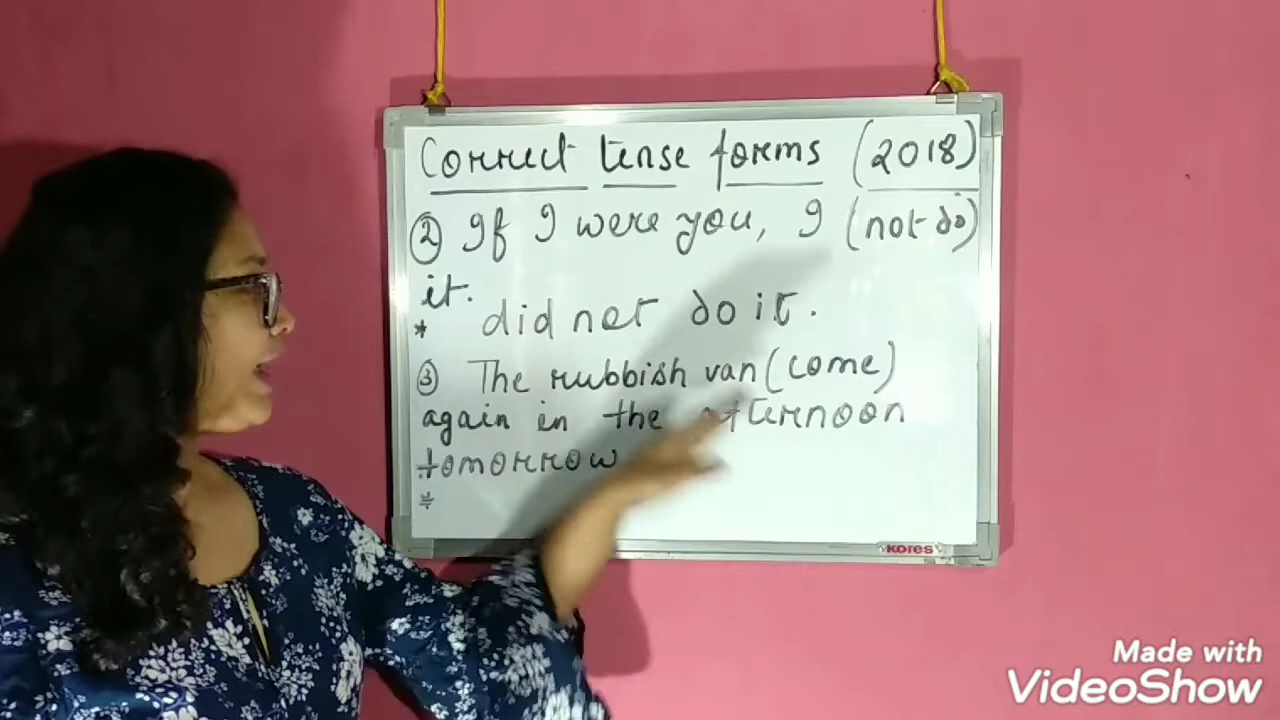 Correct tense forms (2018)
② If I were you, I (not do)
it.
* did not do it.
③ The rubbish van (come)
again in the afternoon
tomorrow
*
KORES
Made with
VideoShow